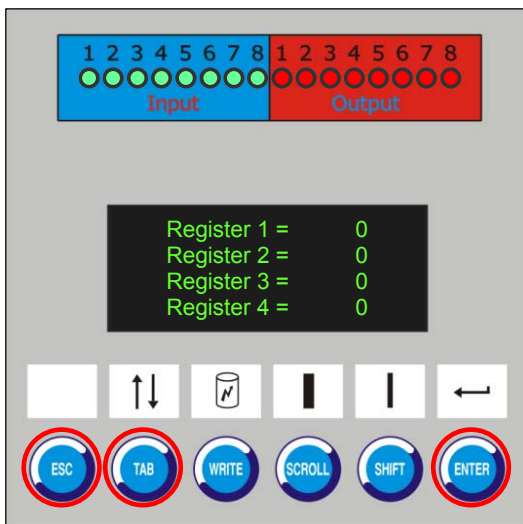 1 2 3 4 5 6 7 8 1 2 3 4 5 6 7 8
Input Output
Register 1 = 0
Register 2 = 0
Register 3 = 0
Register 4 = 0
ESC TAB WRITE SCROLL SHIFT ENTER